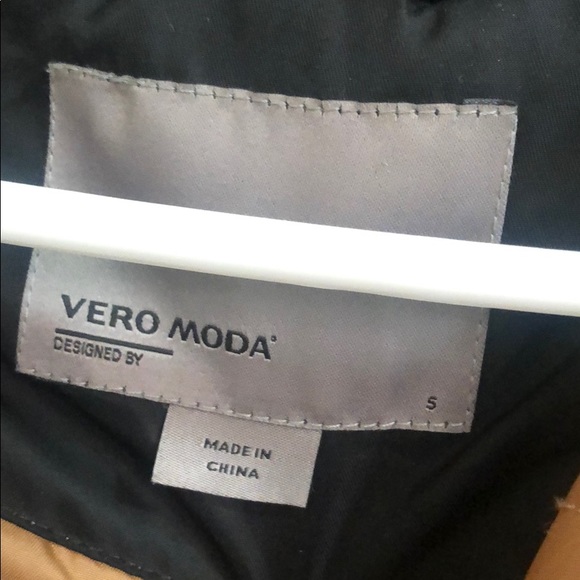 VERO MODA®
DESIGNED BY
S
MADE IN
CHINA